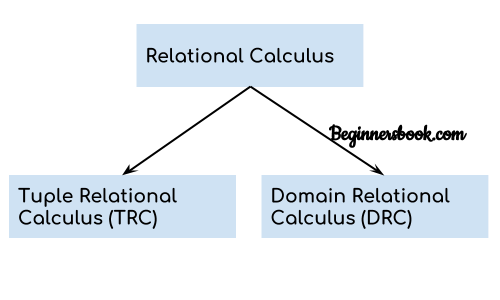 Relational Calculus
Beginnersbook.com
Tuple Relational
Calculus (TRC)
Domain Relational
Calculus (DRC)